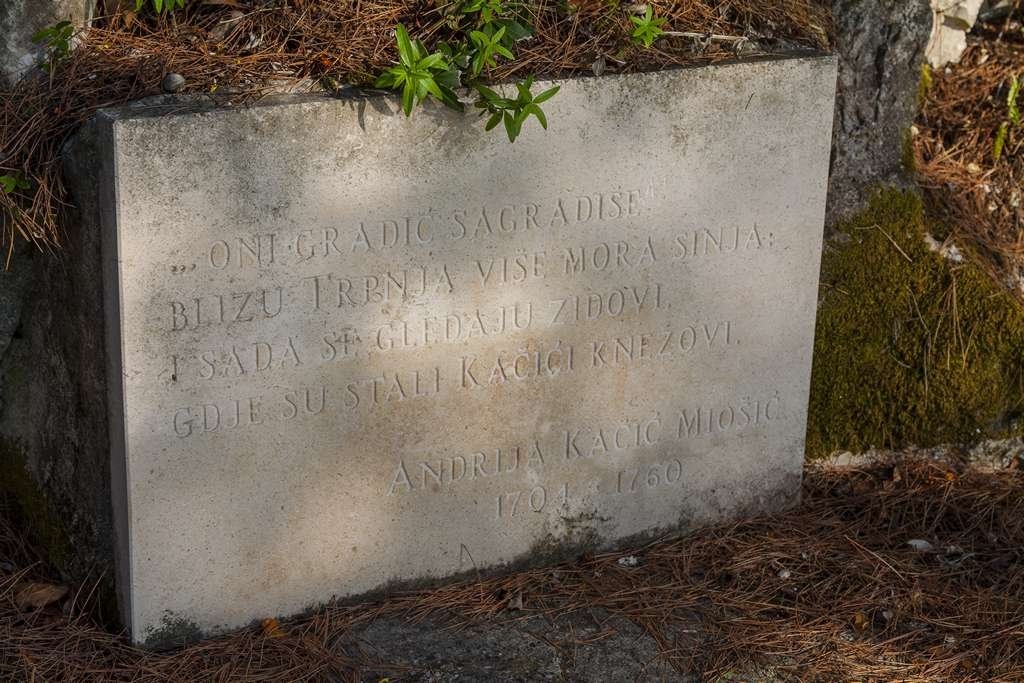 ... ONI GRADIĆ SAGRADIŠE
BLIZU TRPNJA VIŠE MORA SINJA;
I SADA SE GLEDAJU ZIDOVI,
GDJE SU STALI KAČIĆI KNEZOVI.
ANDRIJA KAČIĆ MIOŠIĆ
1704 - 1760